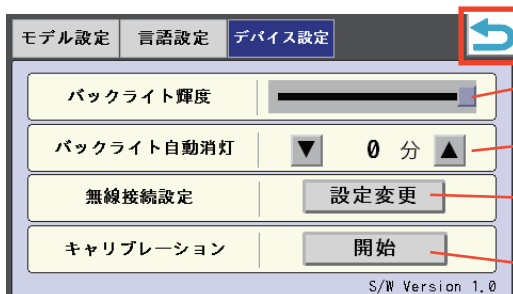 モデル設定 言語設定 デバイス設定
バックライト輝度
バックライト自動消灯 ▼ 0 分 ▲
無線接続設定 設定変更
キャリブレーション 開始
S/W Version 1.0